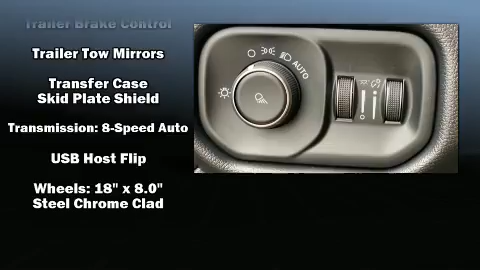 Trailer Brake Control
Trailer Tow Mirrors
Transfer Case
Skid Plate Shield
Transmission: 8-Speed Auto
USB Host Flip
Wheels: 18" x 8.0"
Steel Chrome Clad
AUTO